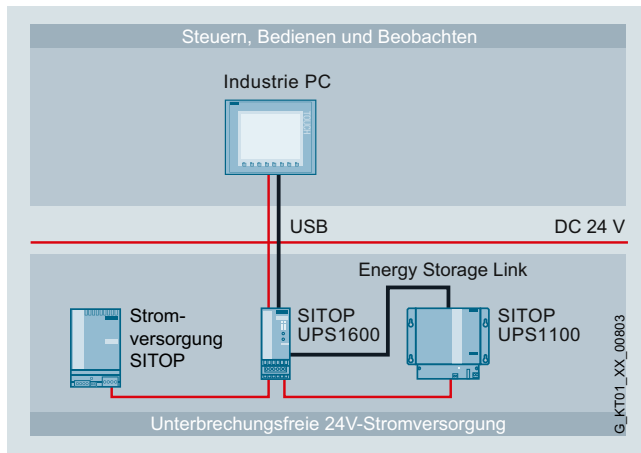 Steuern, Bedienen und Beobachten
Industrie PC
USB
DC 24 V
Energy Storage Link
Strom-
versorgung
SITOP
SITOP
UPS1600
SITOP
UPS1100
Unterbrechungsfreie 24V-Stromversorgung
G_KT01_XX_00803